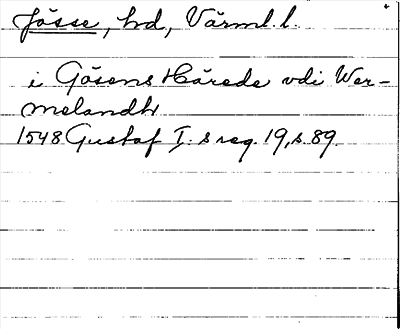 Jösse, hd, Värml. l.
i Gösens Härede vdi Wer-
melandh
1548 Gustaf I:s reg. 19, s. 89.